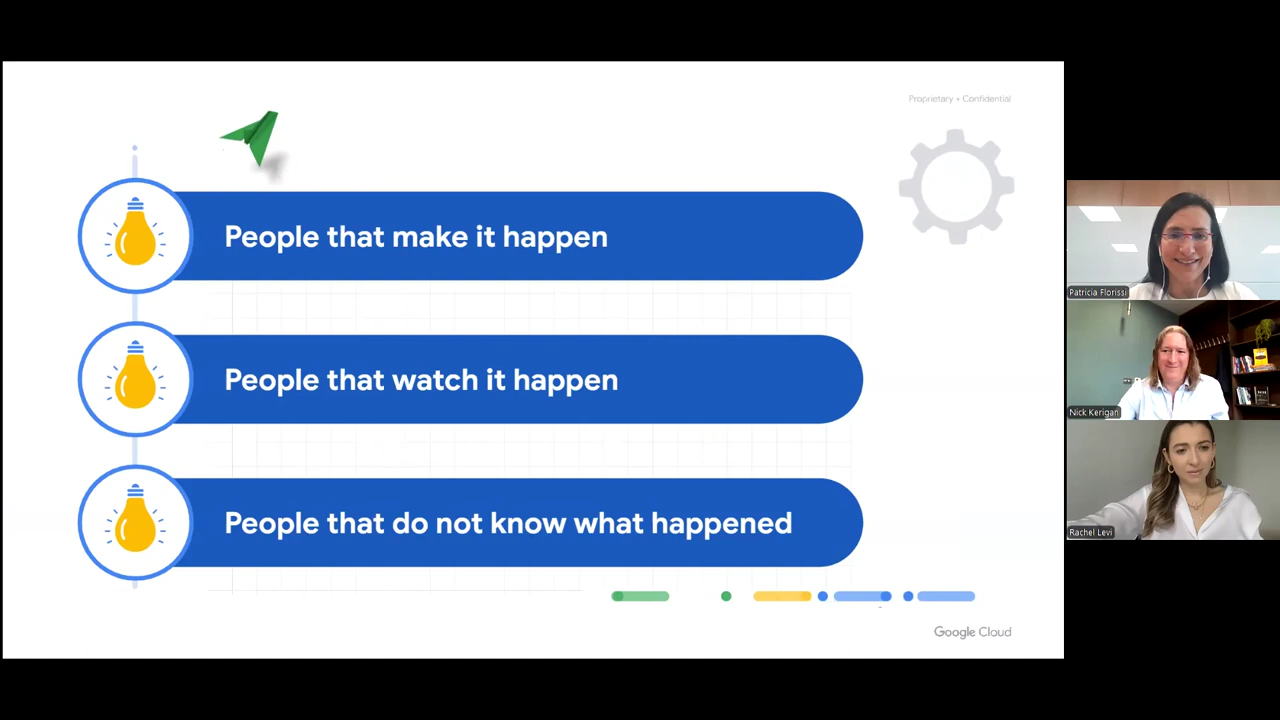 Proprietary + Confidential
People that make it happen
People that watch it happen
People that do not know what happened
Google Cloud
Patricia Florissi
Nick Kerigan
Rachel Levi